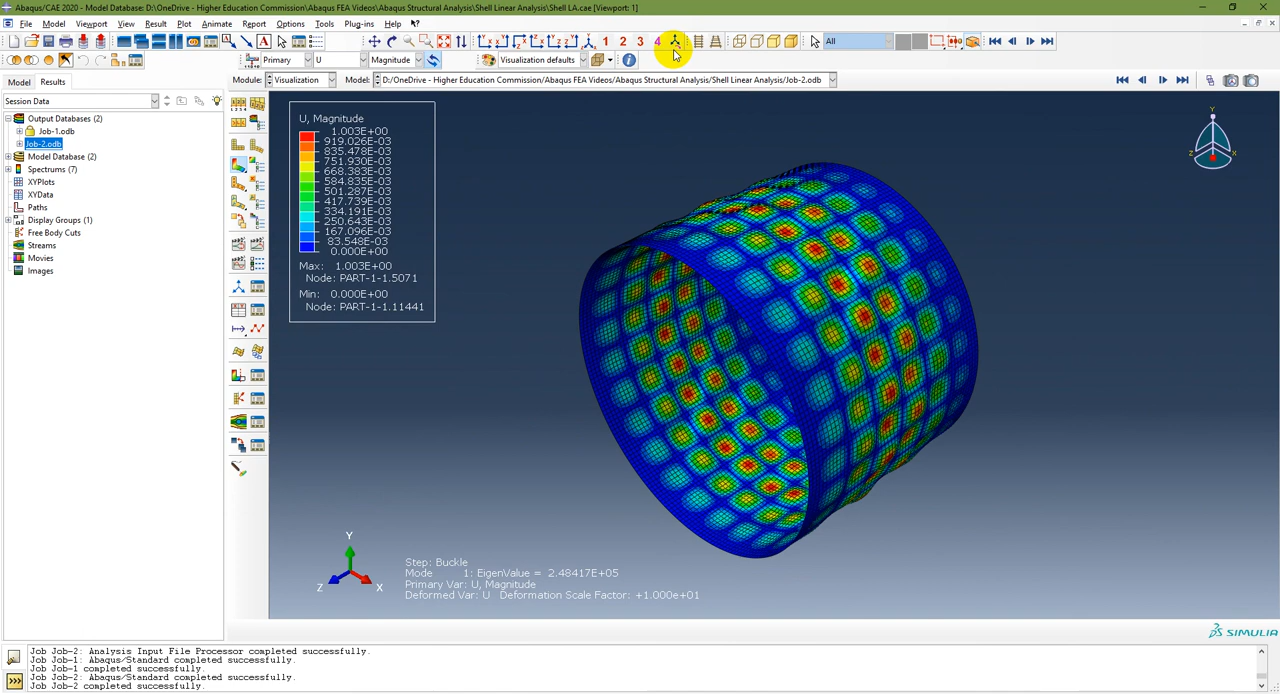 Abaqus/CAE 2020 - Model Database: D:\OneDrive - Higher Education Commission\Abaqus FEA Videos\Abaqus Structural Analysis\Shell Linear Analysis\Shell LA.cae [Viewport: 1]
File Model Viewport View Result Plot Animate Report Options Tools Plug-ins Help
1 2 3 4 All
Primary U Magnitude Visualization defaults
Module: Visualization Model: D:/OneDrive - Higher Education Commission/Abaqus FEA Videos/Abaqus Structural Analysis/Shell Linear Analysis/Job-2.odb
Model Results
Session Data
Output Databases (2)
Job-1.odb
Job-2.odb
Model Database (2)
Spectrums (7)
XYPlots
XYData
Paths
Display Groups (1)
Free Body Cuts
Streams
Movies
Images
U, Magnitude
1.003E+00
919.026E-03
835.478E-03
751.930E-03
668.383E-03
584.835E-03
501.287E-03
417.739E-03
334.191E-03
250.643E-03
167.096E-03
83.548E-03
0.000E+00
Max: 1.003E+00
Node: PART-1-1.5071
Min: 0.000E+00
Node: PART-1-1.11441
Y
Z X
Y
Z X
Step: Buckle
Mode 1: EigenValue = 2.48417E+05
Primary Var: U, Magnitude
Deformed Var: U Deformation Scale Factor: +1.000e+01
SIMULIA
Job Job-2: Analysis Input File Processor completed successfully.
Job Job-1: Abaqus/Standard completed successfully.
Job Job-1 completed successfully.
Job Job-2: Abaqus/Standard completed successfully.
Job Job-2 completed successfully.